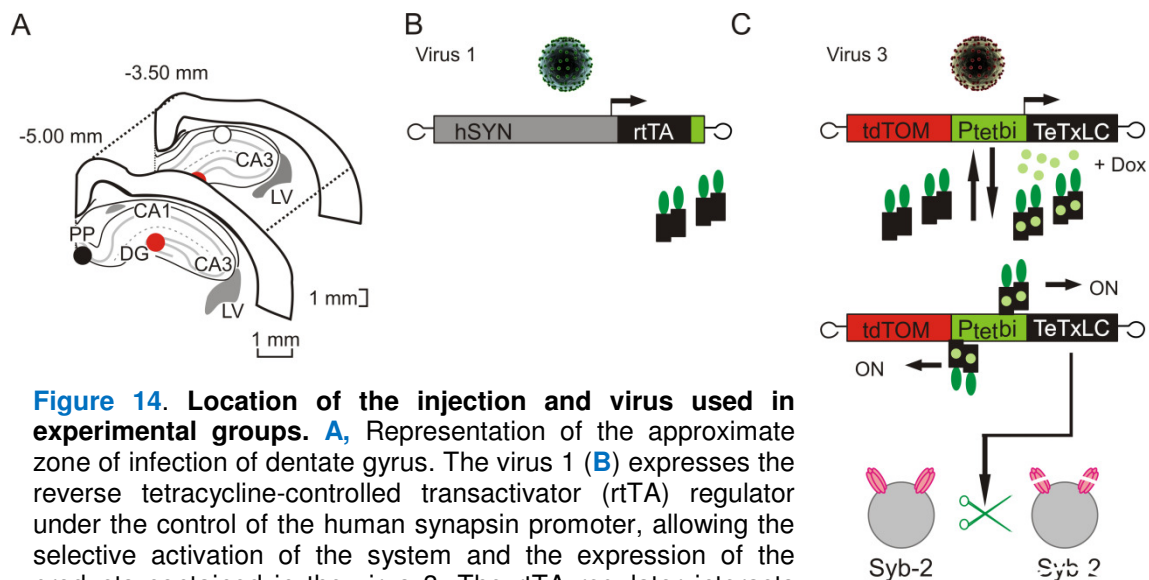 A
B
C
Virus 1
Virus 3
-3.50 mm
-5.00 mm
hSYN
rtTA
tdTOM
Ptetbi
TeTxLC
+ Dox
CA3
LV
CA1
PP
DG
CA3
LV
1 mm
1 mm
ON
tdTOM
Ptetbi
TeTxLC
ON
Figure 14. Location of the injection and virus used in
experimental groups. A, Representation of the approximate
zone of infection of dentate gyrus. The virus 1 (B) expresses the
reverse tetracycline-controlled transactivator (rtTA) regulator
under the control of the human synapsin promoter, allowing the
selective activation of the system and the expression of the
Syb-2
Syb-2